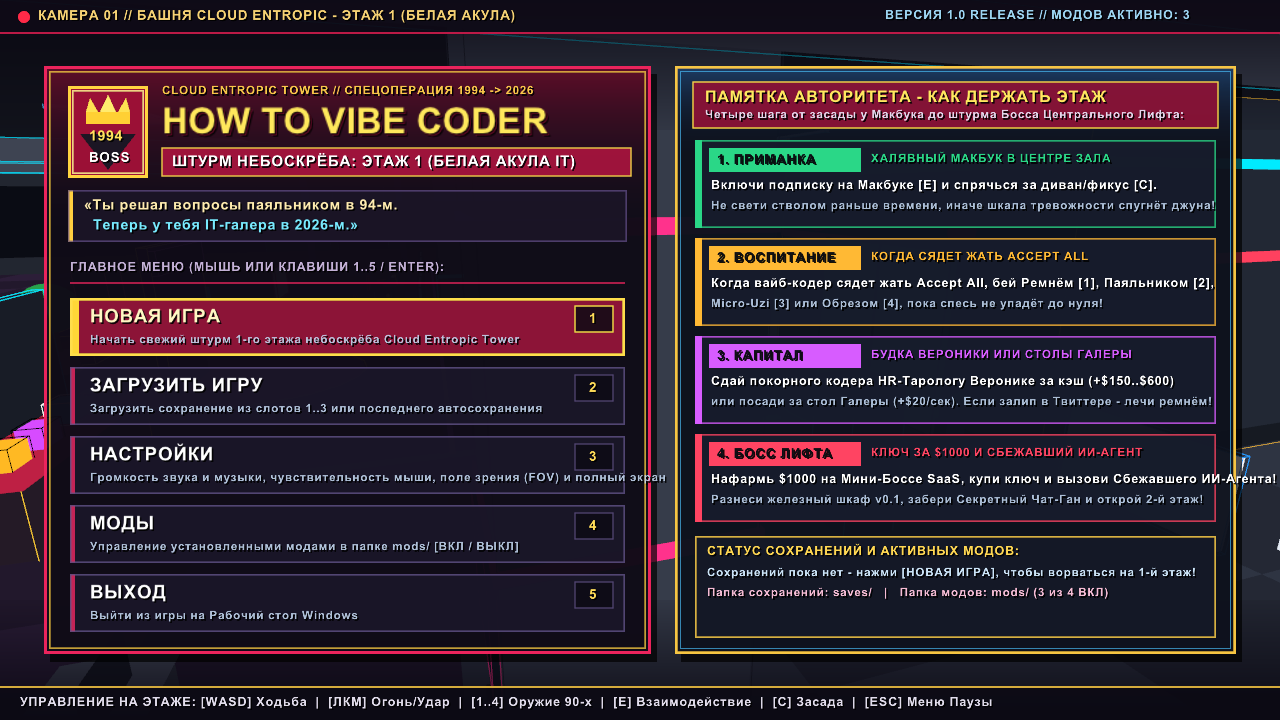 КАМЕРА 01 // БАШНЯ CLOUD ENTROPIC - ЭТАЖ 1 (БЕЛАЯ АКУЛА)
ВЕРСИЯ 1.0 RELEASE // МОДОВ АКТИВНО: 3
1994
BOSS
CLOUD ENTROPIC TOWER // СПЕЦОПЕРАЦИЯ 1994 -> 2026
HOW TO VIBE CODER
ШТУРМ НЕБОСКРЁБА: ЭТАЖ 1 (БЕЛАЯ АКУЛА IT)
«Ты решал вопросы паяльником в 94-м.
Теперь у тебя IT-галера в 2026-м.»
ГЛАВНОЕ МЕНЮ (МЫШЬ ИЛИ КЛАВИШИ 1..5 / ENTER):
НОВАЯ ИГРА
1
Начать свежий штурм 1-го этажа небоскрёба Cloud Entropic Tower
ЗАГРУЗИТЬ ИГРУ
2
Загрузить сохранение из слотов 1..3 или последнего автосохранения
НАСТРОЙКИ
3
Громкость звука и музыки, чувствительность мыши, поле зрения (FOV) и полный экран
МОДЫ
4
Управление установленными модами в папке mods/ [ВКЛ / ВЫКЛ]
ВЫХОД
5
Выйти из игры на Рабочий стол Windows
ПАМЯТКА АВТОРИТЕТА - КАК ДЕРЖАТЬ ЭТАЖ
Четыре шага от засады у Макбука до штурма Босса Центрального Лифта:
1. ПРИМАНКА
ХАЛЯВНЫЙ МАКБУК В ЦЕНТРЕ ЗАЛА
Включи подписку на Макбуке [E] и спрячься за диван/фикус [C].
Не свети стволом раньше времени, иначе шкала тревожности спугнёт джуна!
2. ВОСПИТАНИЕ
КОГДА СЯДЕТ ЖАТЬ ACCEPT ALL
Когда вайб-кодер сядет жать Accept All, бей Ремнём [1], Паяльником [2],
Micro-Uzi [3] или Обрезом [4], пока спесь не упадёт до нуля!
3. КАПИТАЛ
БУДКА ВЕРОНИКИ ИЛИ СТОЛЫ ГАЛЕРЫ
Сдай покорного кодера HR-Тарологу Веронике за кэш (+$150..$600)
или посади за стол Галеры (+$20/сек). Если залип в Твиттере - лечи ремнём!
4. БОСС ЛИФТА
КЛЮЧ ЗА $1000 И СБЕЖАВШИЙ ИИ-АГЕНТ
Нафармь $1000 на Мини-Боссе SaaS, купи ключ и вызови Сбежавшего ИИ-Агента!
Разнеси железный шкаф v0.1, забери Секретный Чат-Ган и открой 2-й этаж!
СТАТУС СОХРАНЕНИЙ И АКТИВНЫХ МОДОВ:
Сохранений пока нет - нажми [НОВАЯ ИГРА], чтобы ворваться на 1-й этаж!
Папка сохранений: saves/ | Папка модов: mods/ (3 из 4 ВКЛ)
УПРАВЛЕНИЕ НА ЭТАЖЕ: [WASD] Ходьба | [ЛКМ] Огонь/Удар | [1..4] Оружие 90-х | [E] Взаимодействие | [C] Засада | [ESC] Меню Паузы